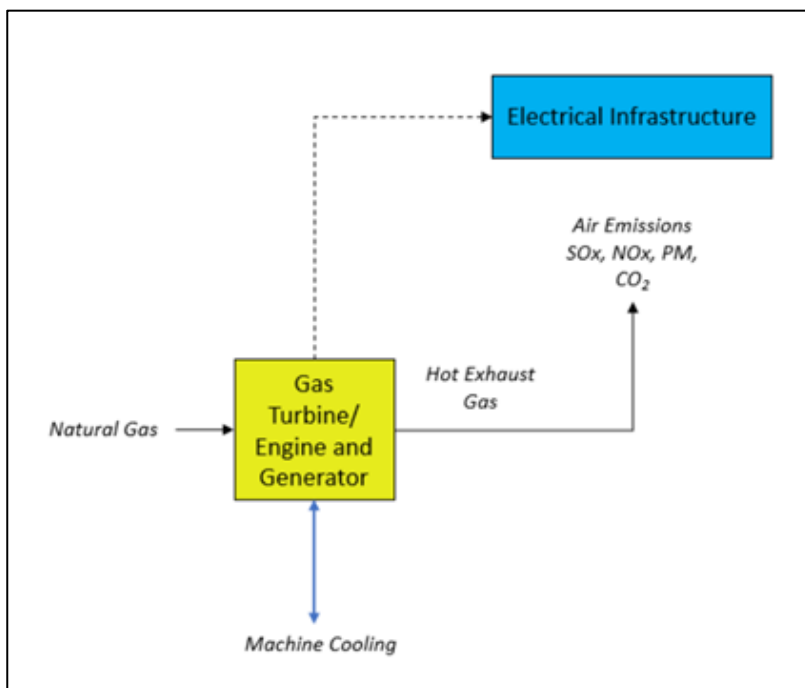 Electrical Infrastructure
Air Emissions
SOx, NOx, PM,
CO₂
Gas
Turbine/
Engine and
Generator
Hot Exhaust
Gas
Natural Gas
Machine Cooling